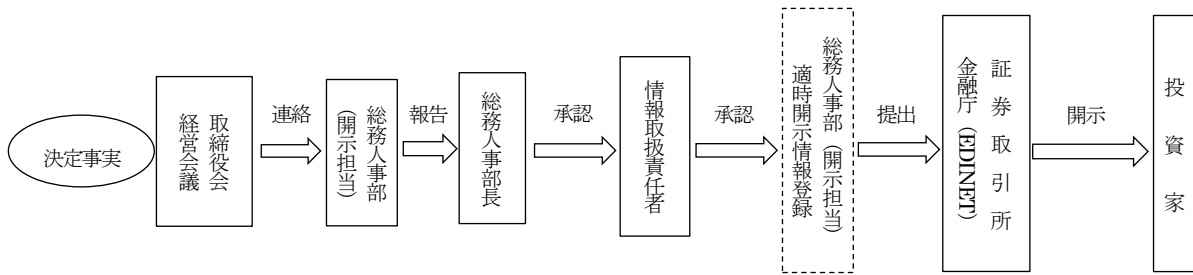 決定事実
取締役会
経営会議
連絡
総務人事部
(開示担当)
報告
総務人事部長
承認
情報取扱責任者
承認
総務人事部(開示担当)
適時開示情報登録
提出
証券取引所
金融庁(EDINET)
開示
投資家